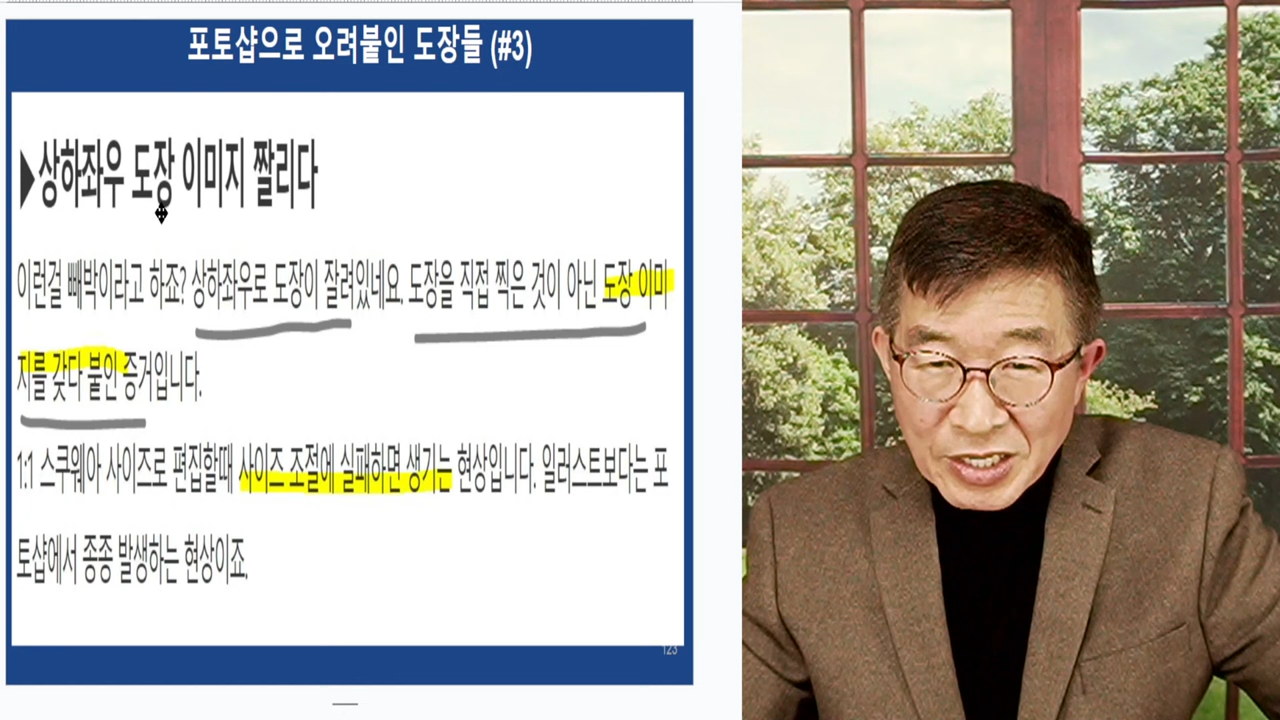 포토샵으로 오려붙인 도장들 (#3)
▶상하좌우 도장 이미지 짤리다
이런걸 빼박이라고 하죠? 상하좌우로 도장이 잘려있네요. 도장을 직접 찍은 것이 아닌 도장 이미
지를 갖다 붙인 증거입니다.
1:1 스쿠웨아 사이즈로 편집할때 사이즈 조절에 실패하면 생기는 현상입니다. 일러스트보다는 포
토샵에서 종종 발생하는 현상이죠.
123